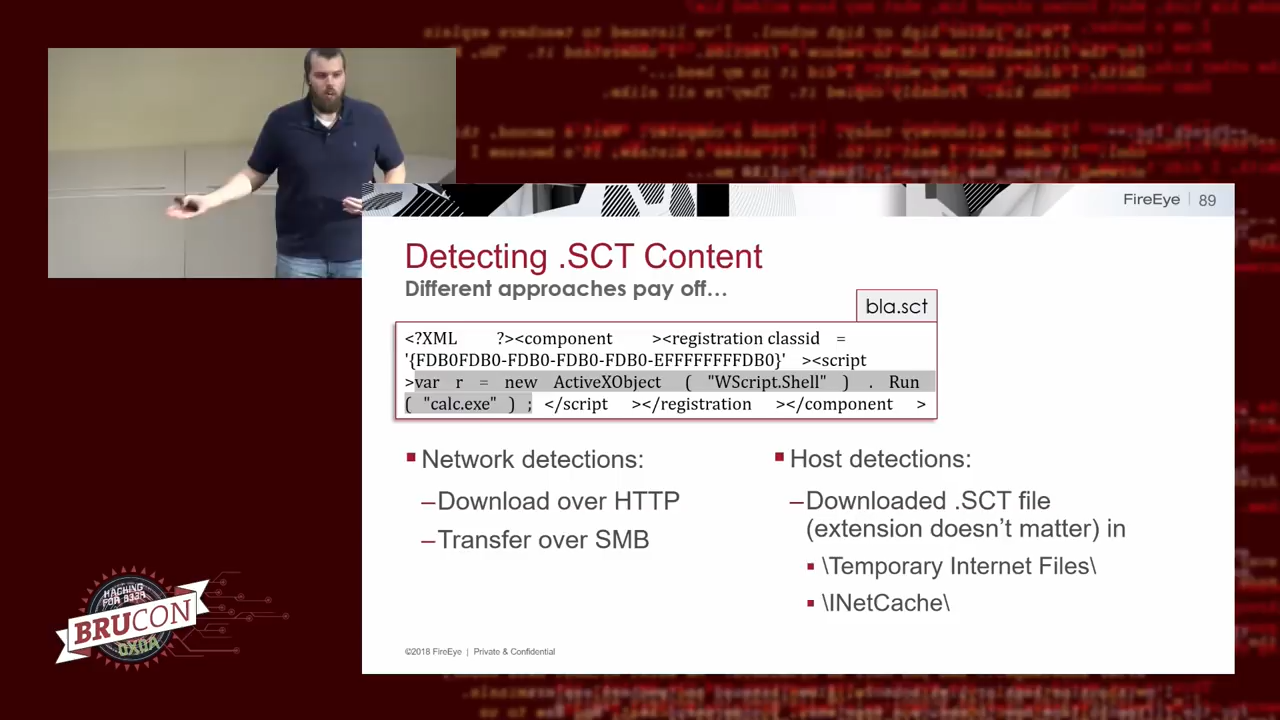 FireEye | 89
Detecting .SCT Content
Different approaches pay off…
bla.sct
<?XML ?><component ><registration classid =
'{FDB0FDB0-FDB0-FDB0-FDB0-EFFFFFFFFDB0}' ><script
>var r = new ActiveXObject ( "WScript.Shell" ) . Run
( "calc.exe" ) ; </script ></registration ></component >
Network detections:
–Download over HTTP
–Transfer over SMB
Host detections:
–Downloaded .SCT file
(extension doesn't matter) in
\Temporary Internet Files\
\INetCache\
©2018 FireEye | Private & Confidential
HACKING
FOR B33R
BRUCON
0X0A